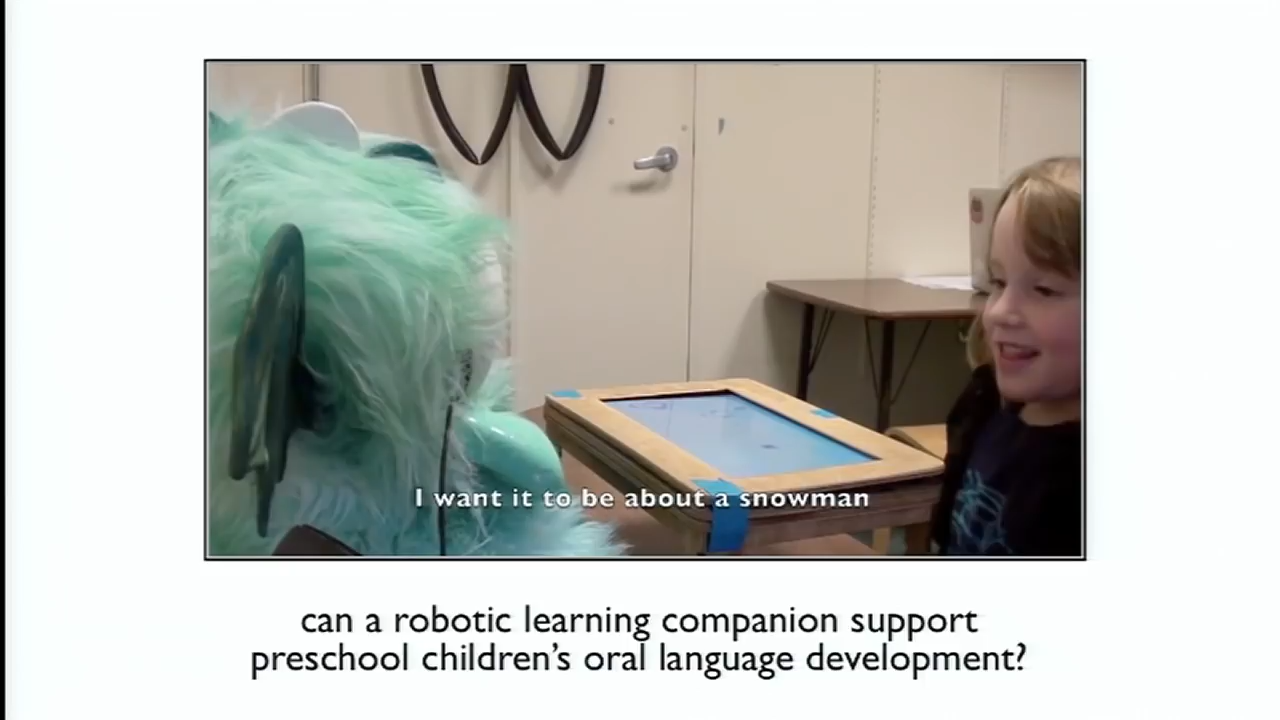 I want it to be about a snowman
can a robotic learning companion support
preschool children's oral language development?